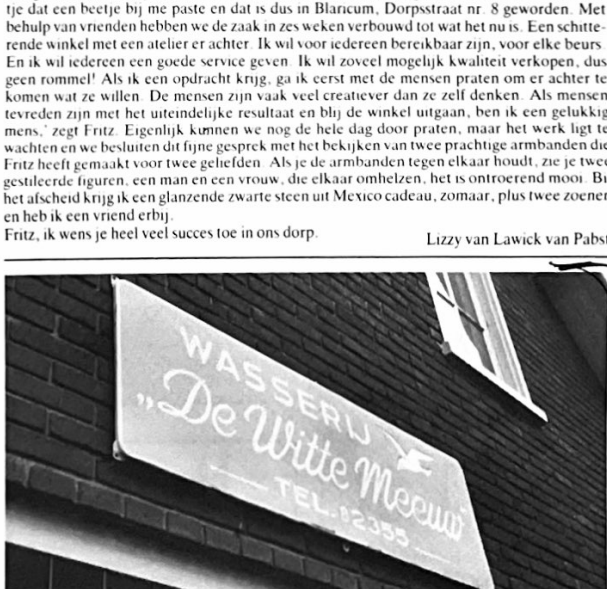 tje dat een beetje bij me paste en dat is dus in Blaricum, Dorpsstraat nr. 8 geworden. Met
behulp van vrienden hebben we de zaak in zes weken verbouwd tot wat het nu is. Een schitte-
rende winkel met een atelier er achter. Ik wil voor iedereen bereikbaar zijn, voor elke beurs.
En ik wil iedereen een goede service geven. Ik wil zoveel mogelijk kwaliteit verkopen, dus
geen rommel! Als ik een opdracht krijg, ga ik eerst met de mensen praten om er achter te
komen wat ze willen. De mensen zijn vaak veel creatiever dan ze zelf denken. Als mensen
tevreden zijn met het uiteindelijke resultaat en blij de winkel uitgaan, ben ik een gelukkig
mens,' zegt Fritz. Eigenlijk kunnen we nog de hele dag door praten, maar het werk ligt te
wachten en we besluiten dit fijne gesprek met het bekijken van twee prachtige armbanden die
Fritz heeft gemaakt voor twee geliefden. Als je de armbanden tegen elkaar houdt, zie je twee
gestileerde figuren, een man en een vrouw, die elkaar omhelzen, het is ontroerend mooi. Bi
het afscheid krijg ik een glanzende zwarte steen uit Mexico cadeau, zomaar, plus twee zoenen
en heb ik een vriend erbij.
Fritz, ik wens je heel veel succes toe in ons dorp.
Lizzy van Lawick van Pabst
WASSERIJ
„De Witte Meeuw"
TEL. 82355